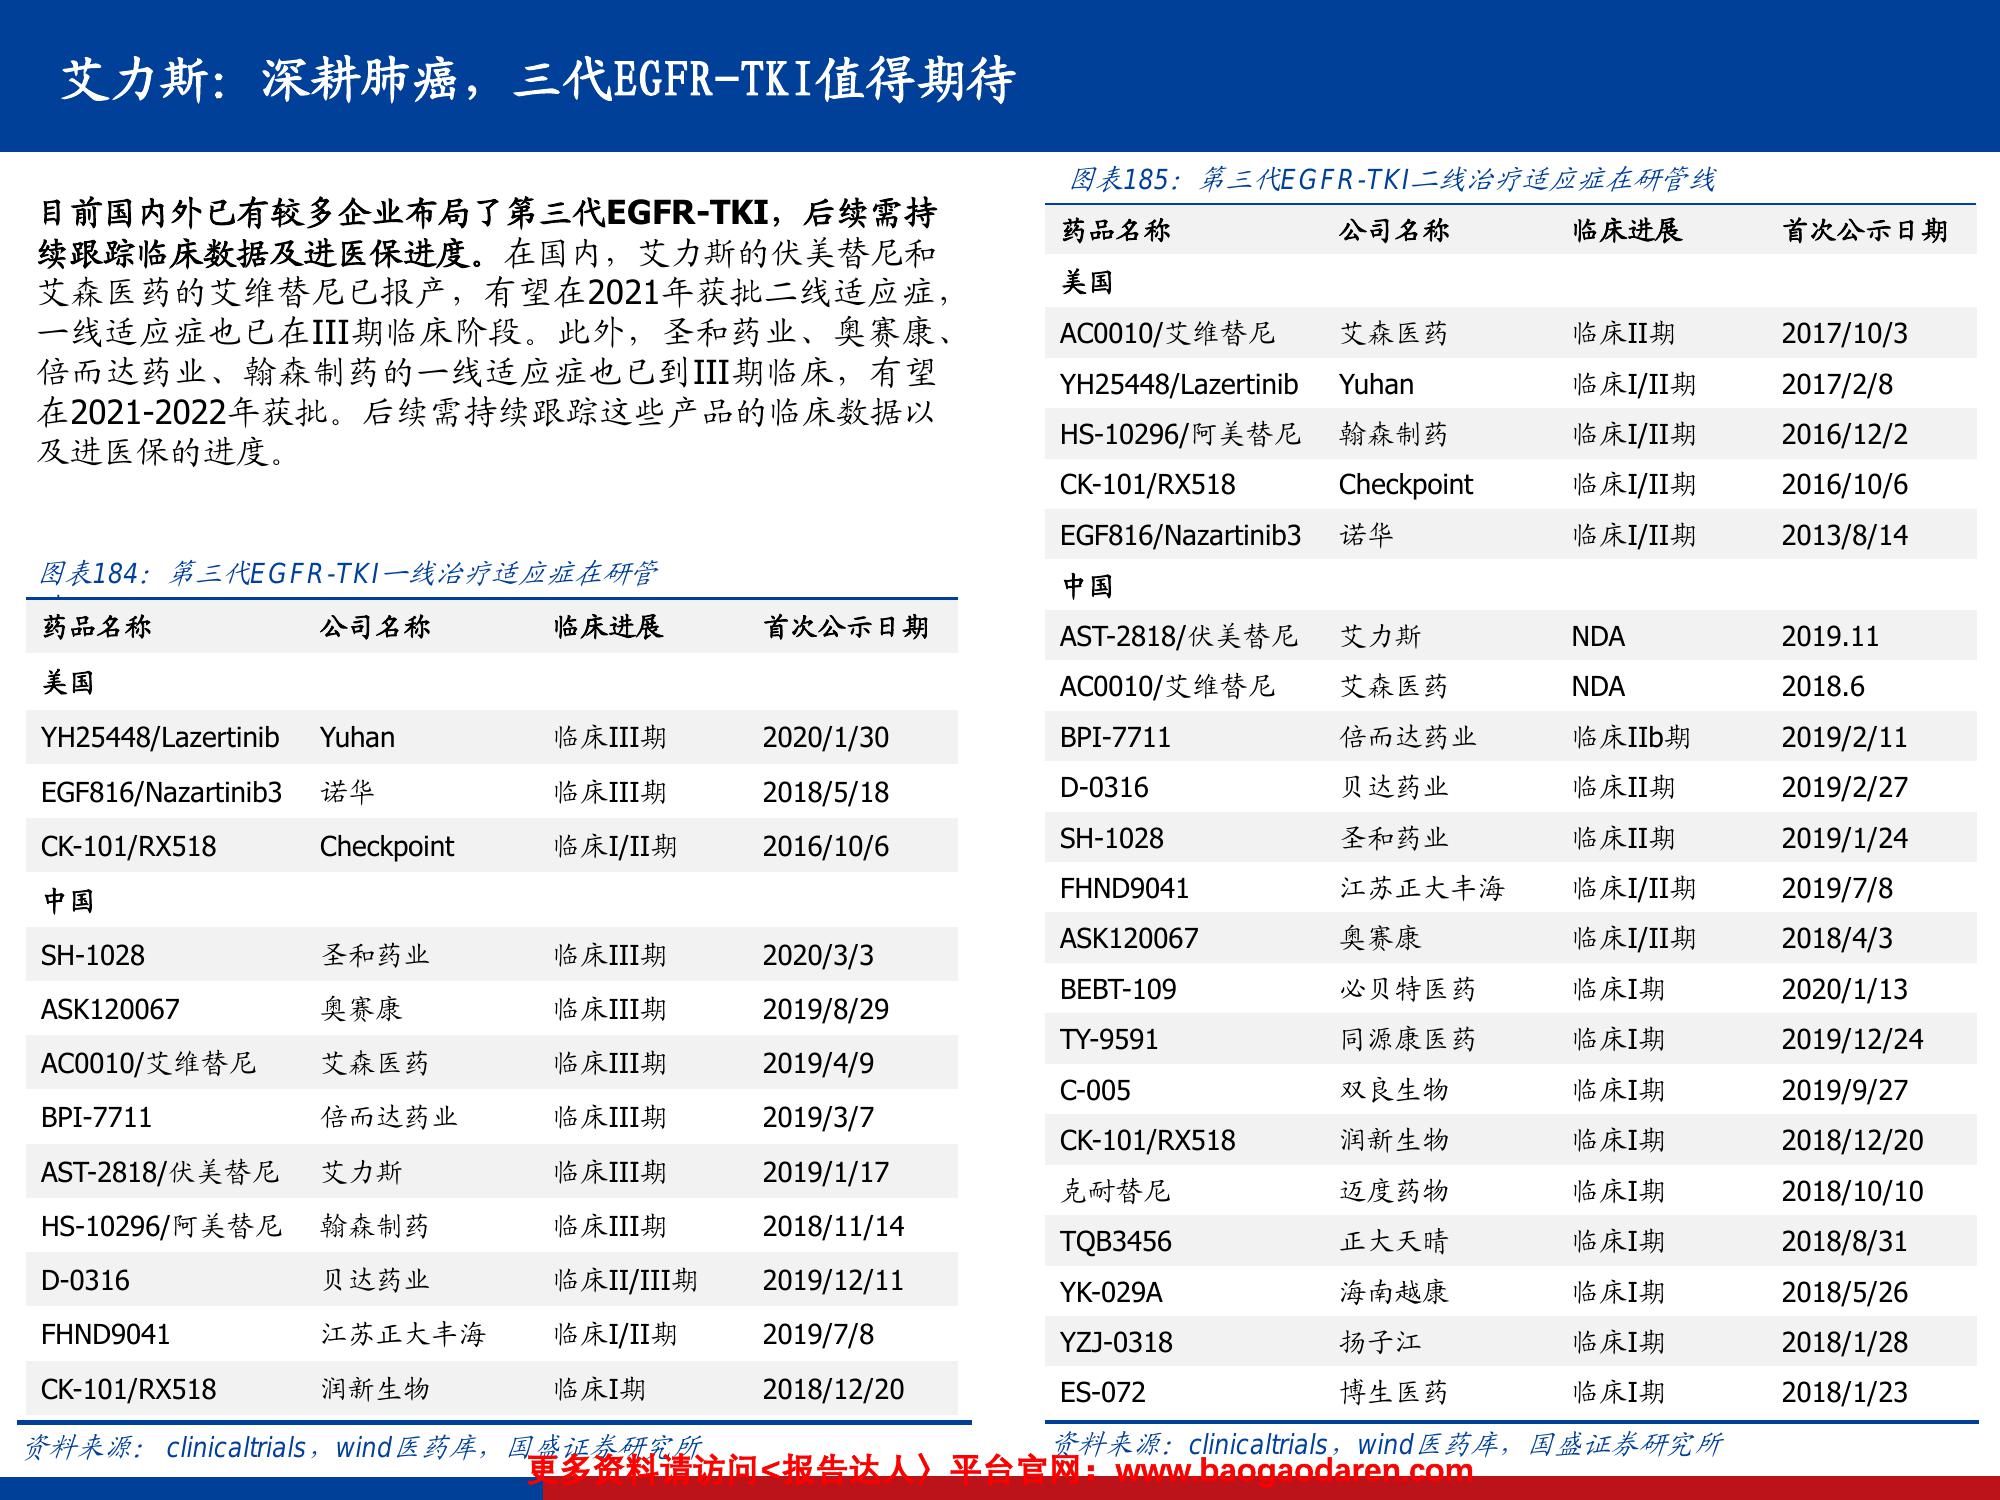 艾力斯：深耕肺癌，三代EGFR-TKI值得期待
目前国内外已有较多企业布局了第三代EGFR-TKI，后续需持
续跟踪临床数据及进医保进度。在国内，艾力斯的伏美替尼和
艾森医药的艾维替尼已报产，有望在2021年获批二线适应症，
一线适应症也已在III期临床阶段。此外，圣和药业、奥赛康、
倍而达药业、翰森制药的一线适应症也已到III期临床，有望
在2021-2022年获批。后续需持续跟踪这些产品的临床数据以
及进医保的进度。
图表184：第三代EGFR-TKI一线治疗适应症在研管
药品名称 公司名称 临床进展 首次公示日期
美国
YH25448/Lazertinib Yuhan 临床III期 2020/1/30
EGF816/Nazartinib3 诺华 临床III期 2018/5/18
CK-101/RX518 Checkpoint 临床I/II期 2016/10/6
中国
SH-1028 圣和药业 临床III期 2020/3/3
ASK120067 奥赛康 临床III期 2019/8/29
AC0010/艾维替尼 艾森医药 临床III期 2019/4/9
BPI-7711 倍而达药业 临床III期 2019/3/7
AST-2818/伏美替尼 艾力斯 临床III期 2019/1/17
HS-10296/阿美替尼 翰森制药 临床III期 2018/11/14
D-0316 贝达药业 临床II/III期 2019/12/11
FHND9041 江苏正大丰海 临床I/II期 2019/7/8
CK-101/RX518 润新生物 临床I期 2018/12/20
资料来源：clinicaltrials，wind医药库，国盛证券研究所
图表185：第三代EGFR-TKI二线治疗适应症在研管线
药品名称 公司名称 临床进展 首次公示日期
美国
AC0010/艾维替尼 艾森医药 临床II期 2017/10/3
YH25448/Lazertinib Yuhan 临床I/II期 2017/2/8
HS-10296/阿美替尼 翰森制药 临床I/II期 2016/12/2
CK-101/RX518 Checkpoint 临床I/II期 2016/10/6
EGF816/Nazartinib3 诺华 临床I/II期 2013/8/14
中国
AST-2818/伏美替尼 艾力斯 NDA 2019.11
AC0010/艾维替尼 艾森医药 NDA 2018.6
BPI-7711 倍而达药业 临床IIb期 2019/2/11
D-0316 贝达药业 临床II期 2019/2/27
SH-1028 圣和药业 临床II期 2019/1/24
FHND9041 江苏正大丰海 临床I/II期 2019/7/8
ASK120067 奥赛康 临床I/II期 2018/4/3
BEBT-109 必贝特医药 临床I期 2020/1/13
TY-9591 同源康医药 临床I期 2019/12/24
C-005 双良生物 临床I期 2019/9/27
CK-101/RX518 润新生物 临床I期 2018/12/20
克耐替尼 迈度药物 临床I期 2018/10/10
TQB3456 正大天晴 临床I期 2018/8/31
YK-029A 海南越康 临床I期 2018/5/26
YZJ-0318 扬子江 临床I期 2018/1/28
ES-072 博生医药 临床I期 2018/1/23
资料来源：clinicaltrials，wind医药库，国盛证券研究所
更多资料请访问<报告达人〉平台官网：www.baogaodaren.com